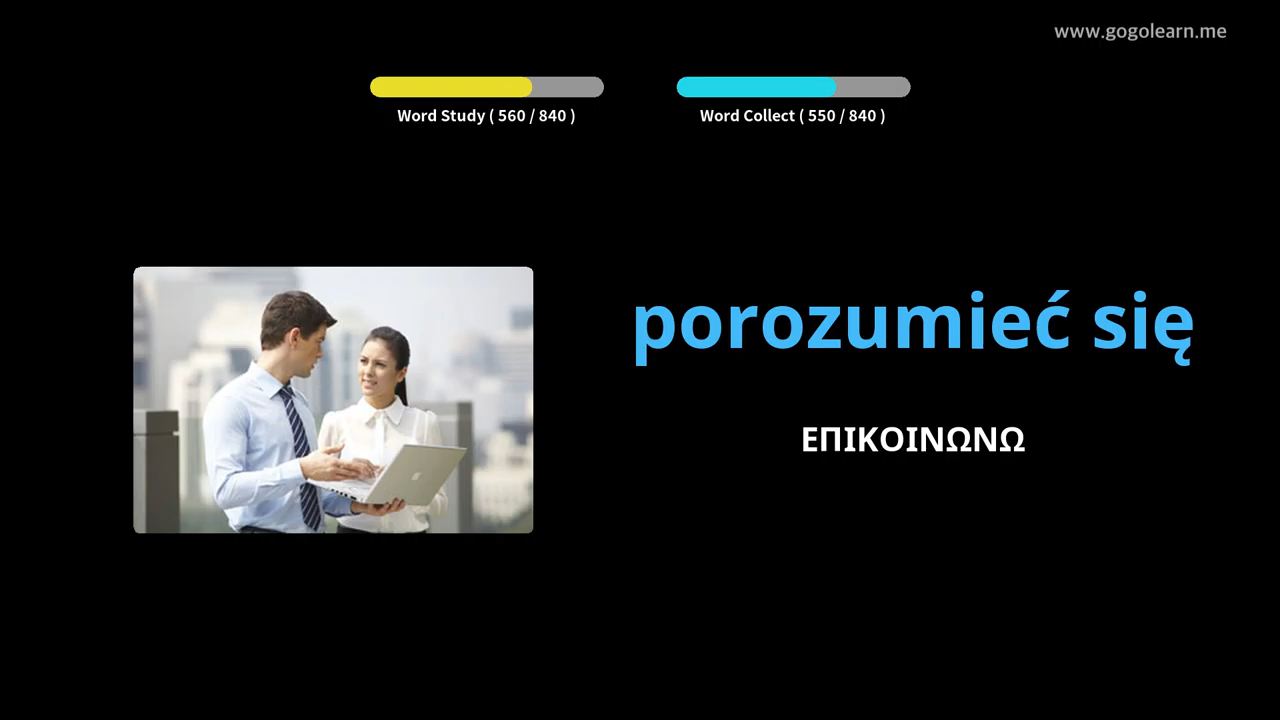 www.gogolearn.me
Word Study ( 560 / 840 )
Word Collect ( 550 / 840 )
porozumieć się
ΕΠΙΚΟΙΝΩΝΩ